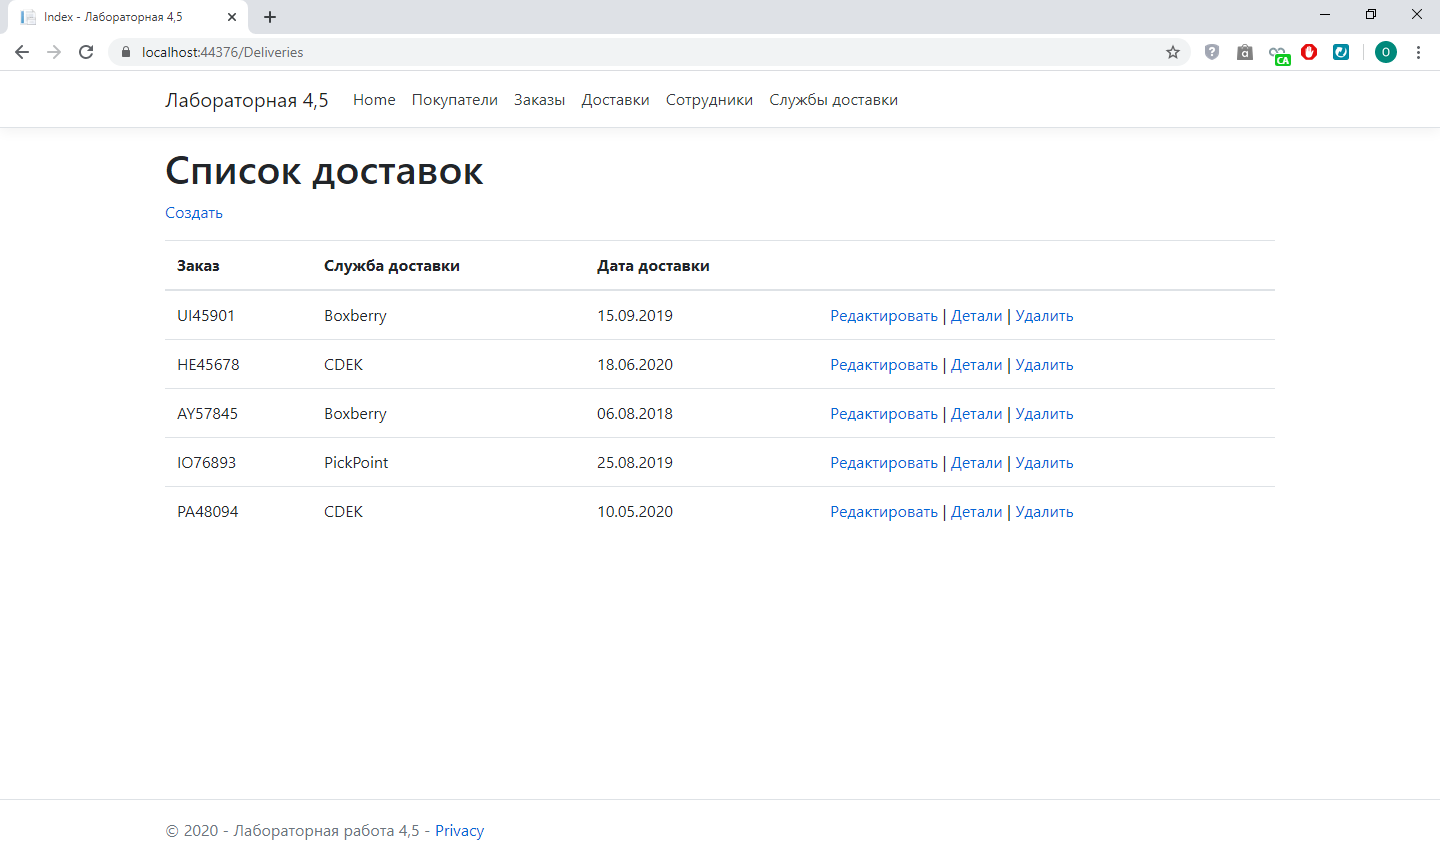 Index - Лабораторная 4,5
localhost:44376/Deliveries
CA
O
Лабораторная 4,5 Home Покупатели Заказы Доставки Сотрудники Службы доставки
Список доставок
Создать
Заказ Служба доставки Дата доставки
UI45901 Boxberry 15.09.2019 Редактировать | Детали | Удалить
HE45678 CDEK 18.06.2020 Редактировать | Детали | Удалить
AY57845 Boxberry 06.08.2018 Редактировать | Детали | Удалить
IO76893 PickPoint 25.08.2019 Редактировать | Детали | Удалить
PA48094 CDEK 10.05.2020 Редактировать | Детали | Удалить
© 2020 - Лабораторная работа 4,5 - Privacy